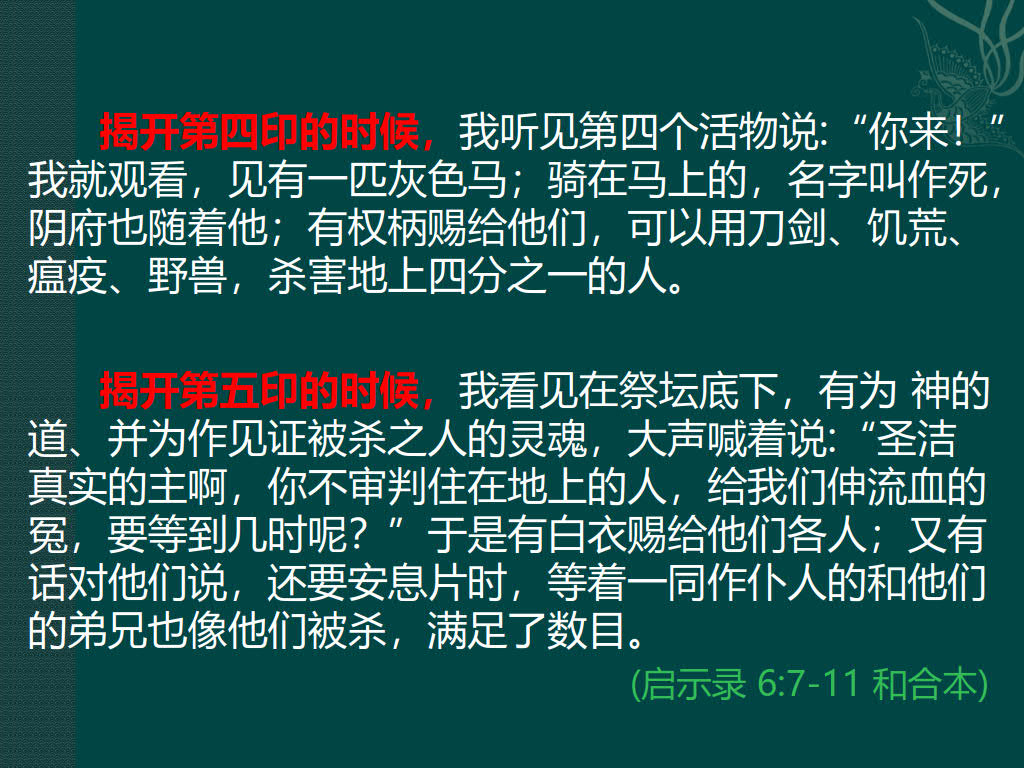 揭开第四印的时候，我听见第四个活物说:“你来！”
我就观看，见有一匹灰色马；骑在马上的，名字叫作死，
阴府也随着他；有权柄赐给他们，可以用刀剑、饥荒、
瘟疫、野兽，杀害地上四分之一的人。
揭开第五印的时候，我看见在祭坛底下，有为 神的
道、并为作见证被杀之人的灵魂，大声喊着说:“圣洁
真实的主啊，你不审判住在地上的人，给我们伸流血的
冤，要等到几时呢？”于是有白衣赐给他们各人；又有
话对他们说，还要安息片时，等着一同作仆人的和他们
的弟兄也像他们被杀，满足了数目。
(启示录 6:7-11 和合本)